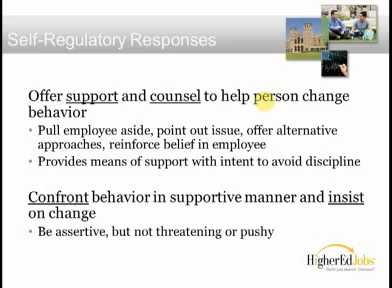 Self-Regulatory Responses
Offer support and counsel to help person change
behavior
• Pull employee aside, point out issue, offer alternative
approaches, reinforce belief in employee
• Provides means of support with intent to avoid discipline
Confront behavior in supportive manner and insist
on change
• Be assertive, but not threatening or pushy
HigherEdJobs